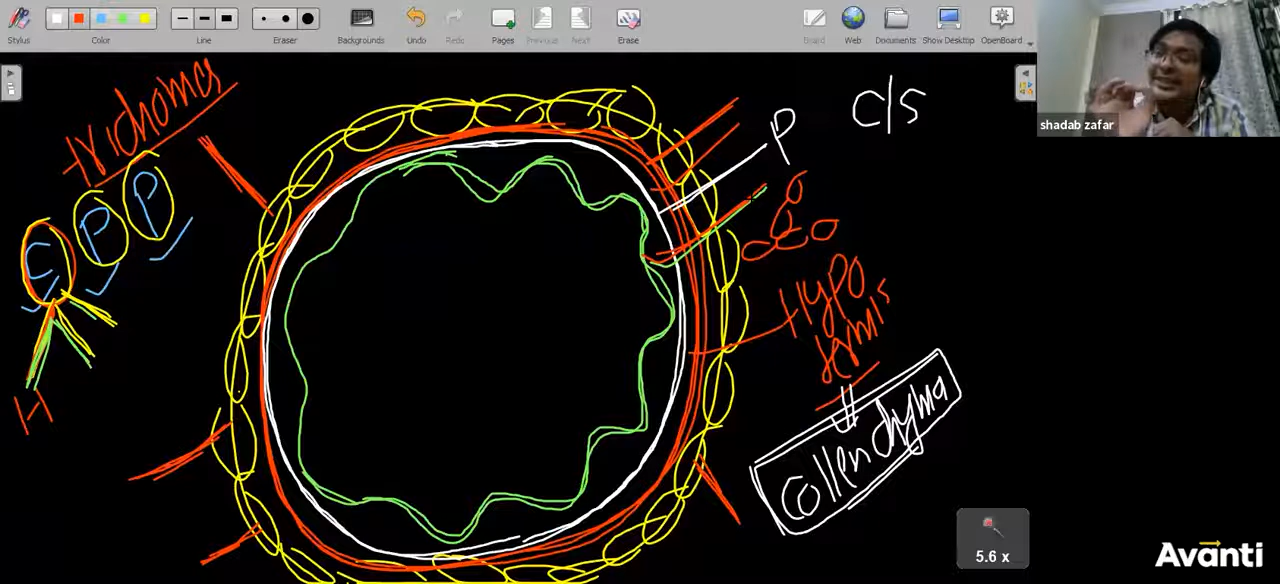 Stylus
Color
Line
Eraser
Backgrounds
Undo
Redo
Pages
Previous
Next
Erase
Board
Web
Documents
Show Desktop
OpenBoard
shadab zafar
trichomes
C/S
P
C P P
H
Hypo
dermis
Collenchyma
5.6 x
Avanti